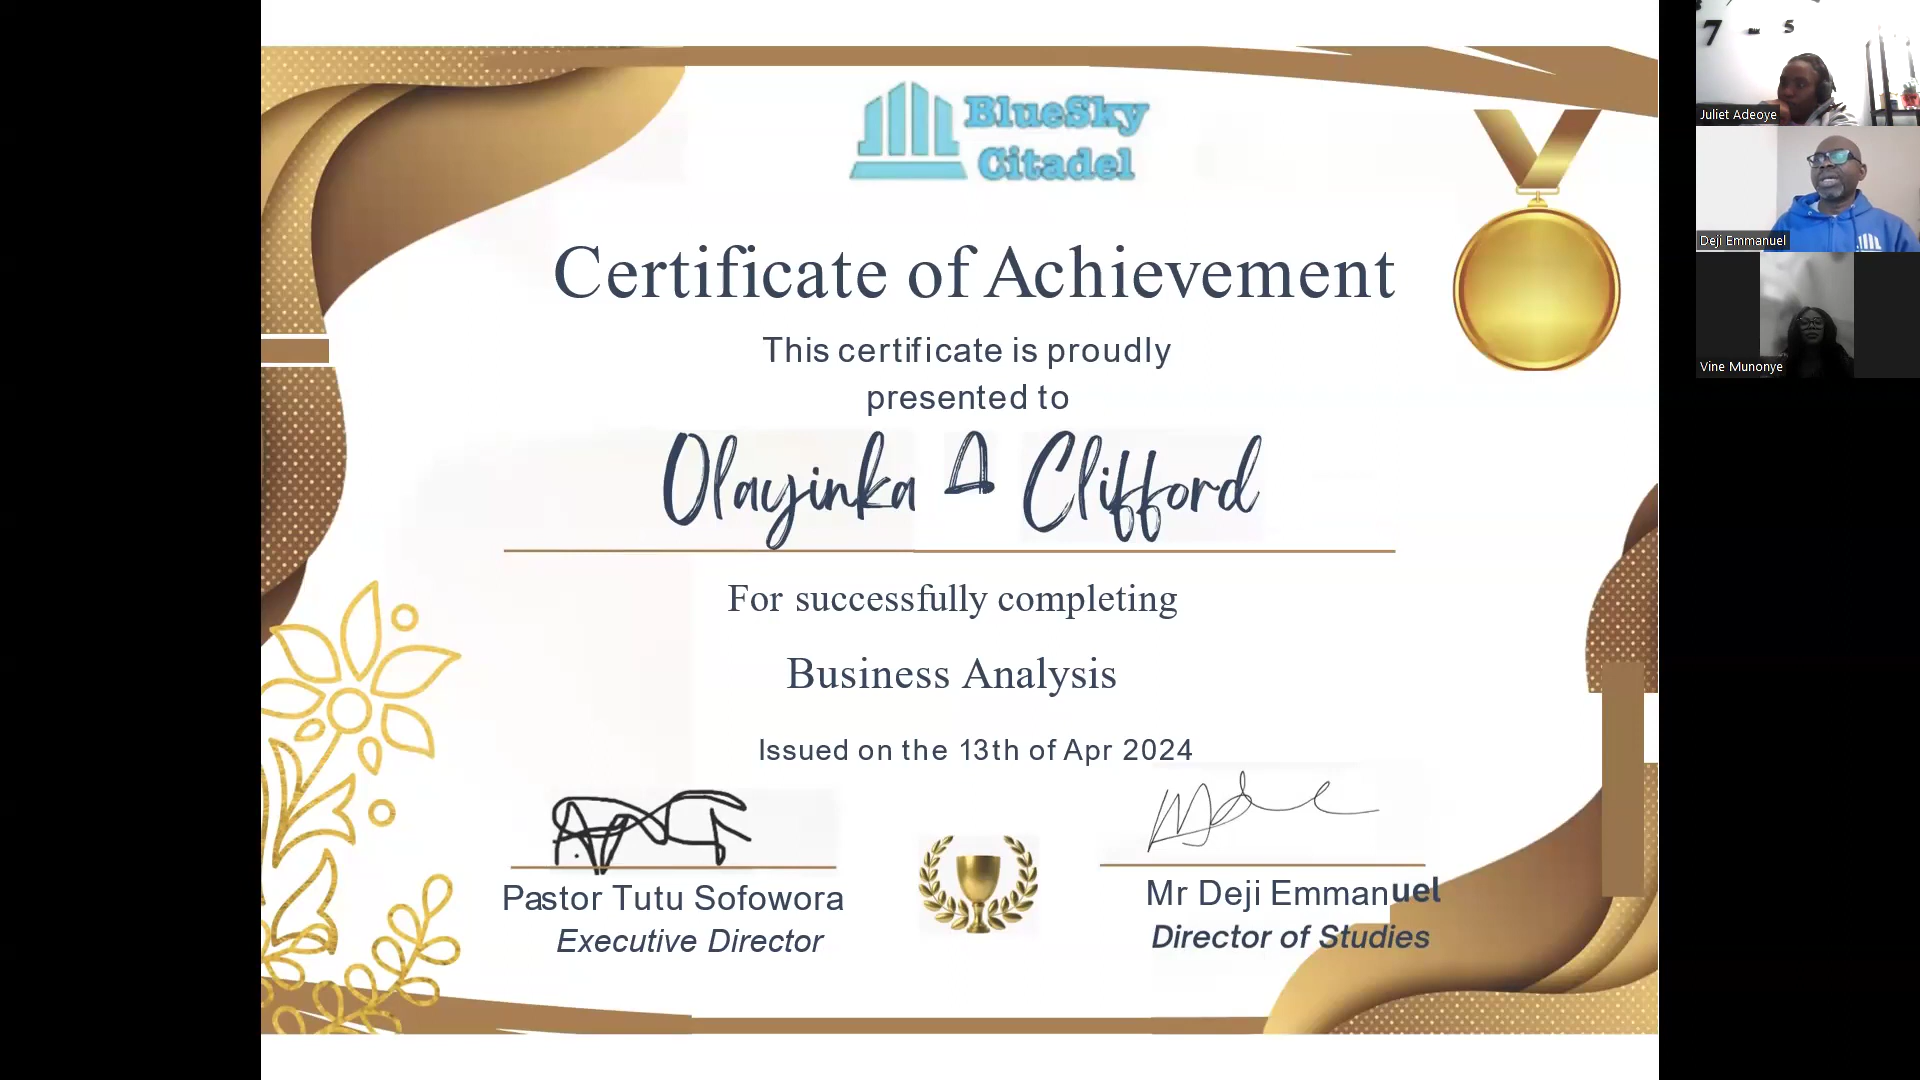 BlueSky
Citadel
Certificate of Achievement
This certificate is proudly
presented to
Olayinka A Clifford
For successfully completing
Business Analysis
Issued on the 13th of Apr 2024
Pastor Tutu Sofowora
Executive Director
Mr Deji Emmanuel
Director of Studies
7 5
Juliet Adeoye
Deji Emmanuel
Vine Munonye